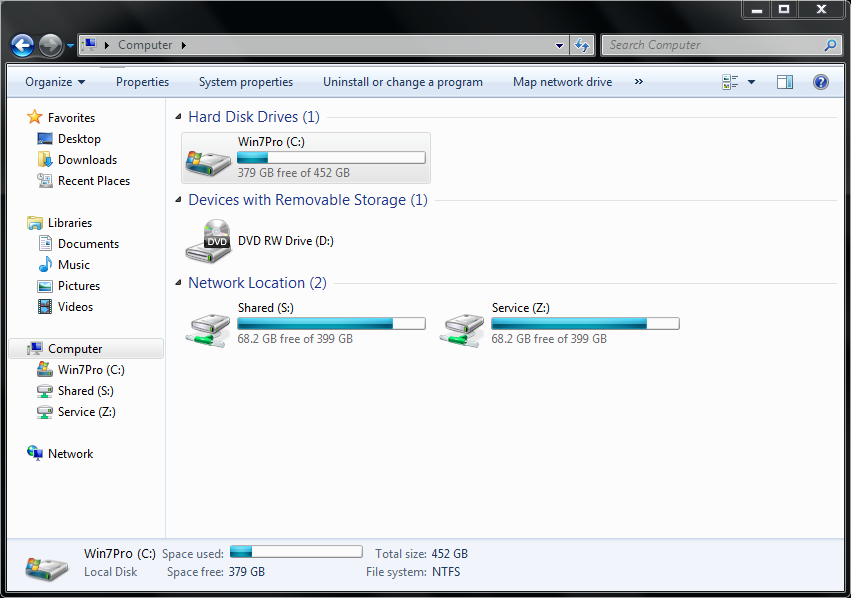 Computer
Search Computer
Organize
Properties
System properties
Uninstall or change a program
Map network drive
»
?
Favorites
Desktop
Downloads
Recent Places
Libraries
Documents
Music
Pictures
Videos
Computer
Win7Pro (C:)
Shared (S:)
Service (Z:)
Network
Hard Disk Drives (1)
Win7Pro (C:)
379 GB free of 452 GB
Devices with Removable Storage (1)
DVD
DVD RW Drive (D:)
Network Location (2)
Shared (S:)
68.2 GB free of 399 GB
Service (Z:)
68.2 GB free of 399 GB
Win7Pro (C:) Space used: Total size: 452 GB
Local Disk Space free: 379 GB File system: NTFS